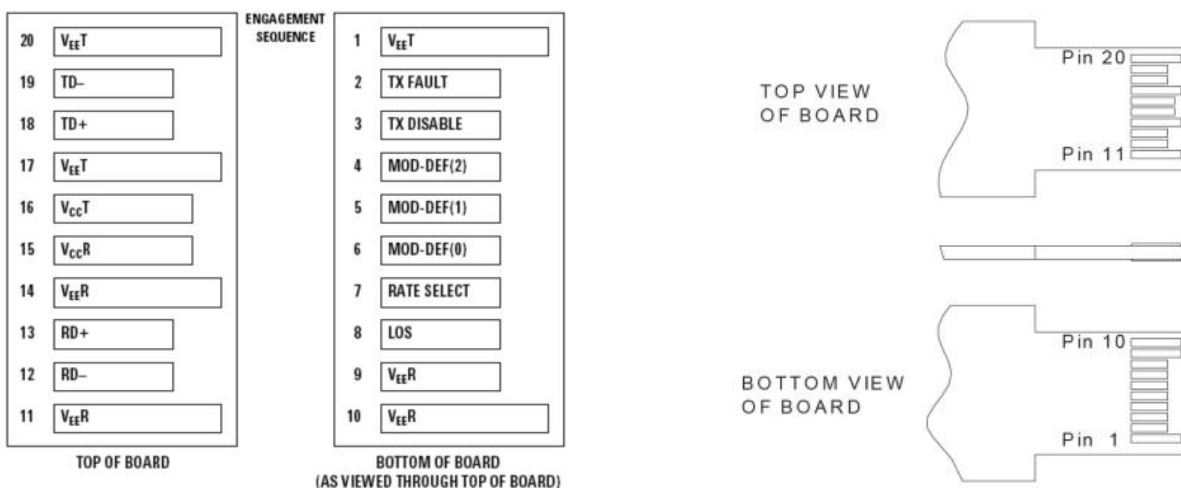 ENGAGEMENT
SEQUENCE
20 VEET
19 TD–
18 TD+
17 VEET
16 VCCT
15 VCCR
14 VEER
13 RD+
12 RD–
11 VEER
TOP OF BOARD
1 VEET
2 TX FAULT
3 TX DISABLE
4 MOD-DEF(2)
5 MOD-DEF(1)
6 MOD-DEF(0)
7 RATE SELECT
8 LOS
9 VEER
10 VEER
BOTTOM OF BOARD
(AS VIEWED THROUGH TOP OF BOARD)
TOP VIEW
OF BOARD
Pin 20
Pin 11
BOTTOM VIEW
OF BOARD
Pin 10
Pin 1